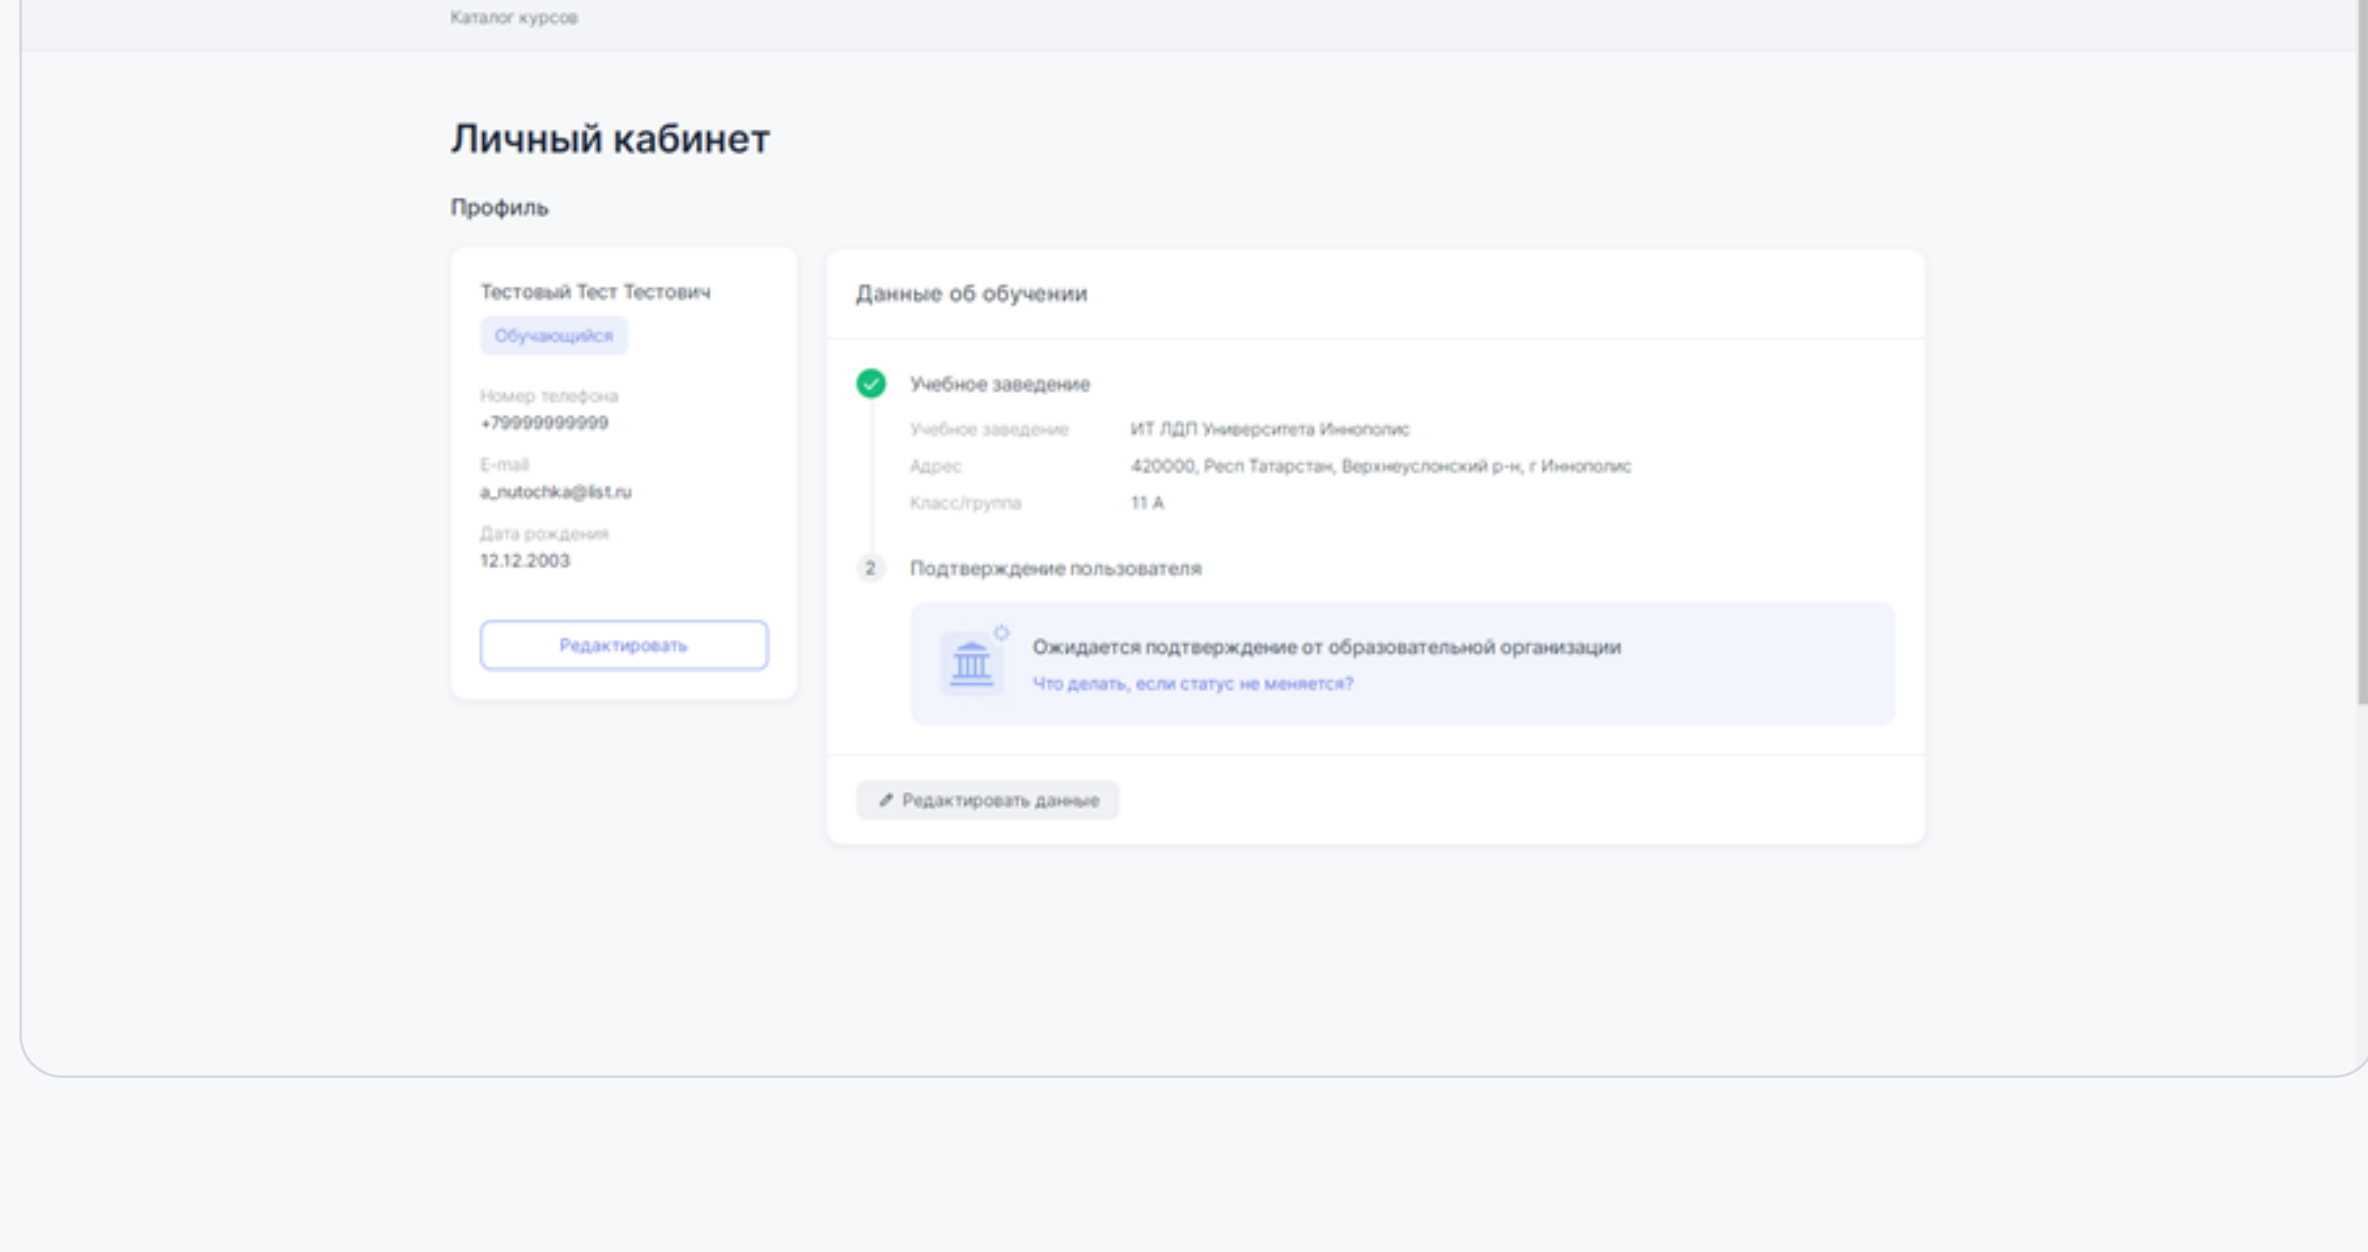 Каталог курсов
Личный кабинет
Профиль
Тестовый Тест Тестович
Обучающийся
Номер телефона
+79999999999
E-mail
a_nutochka@list.ru
Дата рождения
12.12.2003
Редактировать
Данные об обучении
Учебное заведение
Учебное заведение ИТ ЛДП Университета Иннополис
Адрес 420000, Респ Татарстан, Верхнеуслонский р-н, г Иннополис
Класс/группа 11 А
2 Подтверждение пользователя
Ожидается подтверждение от образовательной организации
Что делать, если статус не меняется?
Редактировать данные